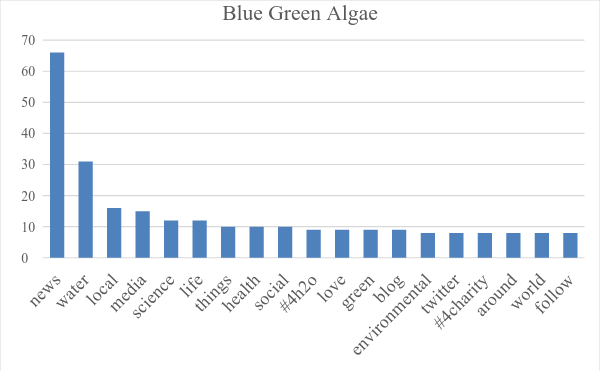 Blue Green Algae
70
60
50
40
30
20
10
0
news
water
local
media
science
life
things
health
social
#4h2o
love
green
blog
environmental
twitter
#4charity
around
world
follow